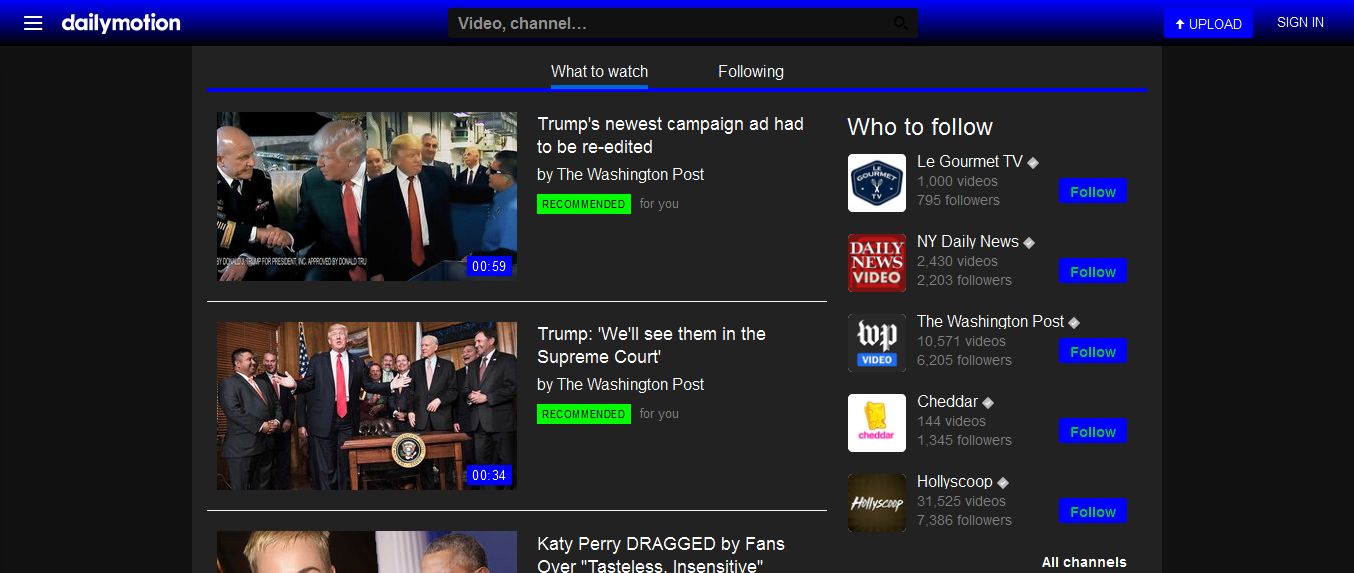 dailymotion
Video, channel...
UPLOAD
SIGN IN
What to watch
Following
Trump's newest campaign ad had
to be re-edited
by The Washington Post
RECOMMENDED for you
BY DONALD J. TRUMP FOR PRESIDENT, INC. APPROVED BY DONALD TRU
00:59
Trump: 'We'll see them in the
Supreme Court'
by The Washington Post
RECOMMENDED for you
00:34
Katy Perry DRAGGED by Fans
Over "Tasteless, Insensitive"
Who to follow
LE
GOURMET
TV
Le Gourmet TV
1,000 videos
795 followers
Follow
DAILY
NEWS
VIDEO
NY Daily News
2,430 videos
2,203 followers
Follow
wp
VIDEO
The Washington Post
10,571 videos
6,205 followers
Follow
cheddar
Cheddar
144 videos
1,345 followers
Follow
Hollyscoop
Hollyscoop
31,525 videos
7,386 followers
Follow
All channels